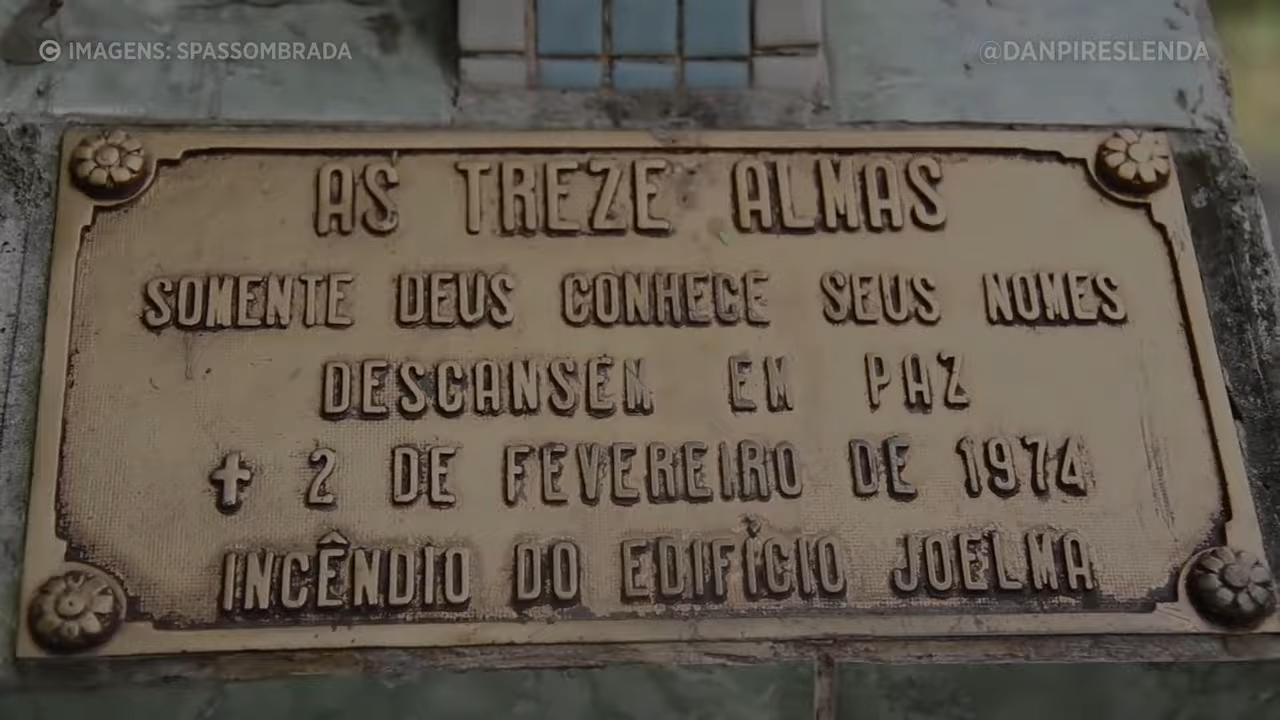 © IMAGENS: SPASSOMBRADA
@DANPIRESLENDA
AS TREZE ALMAS
SOMENTE DEUS CONHECE SEUS NOMES
DESCANSEM EM PAZ
✝ 2 DE FEVEREIRO DE 1974
INCÊNDIO DO EDIFÍCIO JOELMA